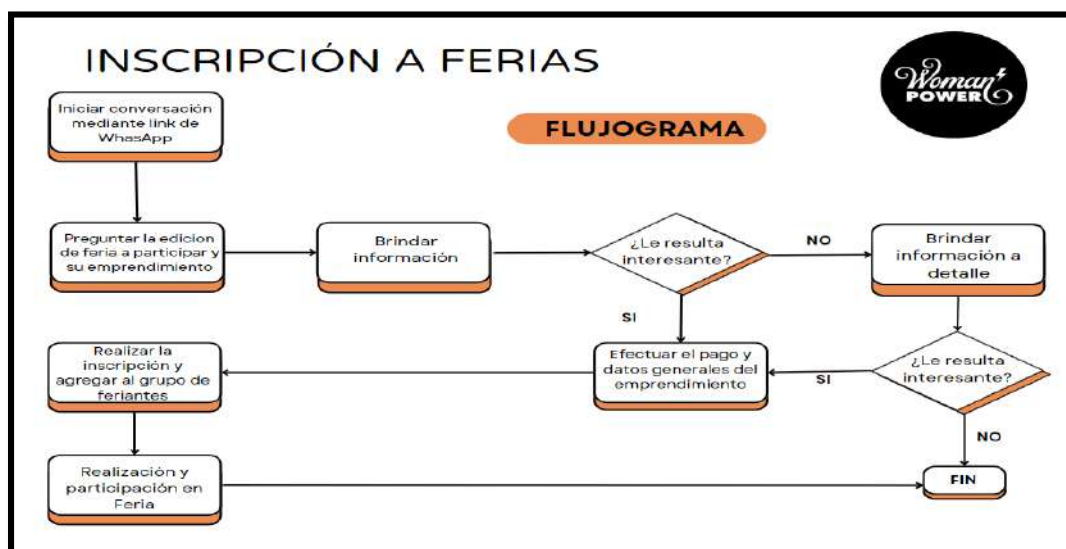 INSCRIPCIÓN A FERIAS
Woman
POWER
FLUJOGRAMA
Iniciar conversación
mediante link de
WhasApp
Preguntar la edicion
de feria a participar y
su emprendimiento
Brindar
información
¿Le resulta
interesante?
NO
Brindar
información a
detalle
SI
Realizar la
inscripción y
agregar al grupo de
feriantes
Efectuar el pago y
datos generales del
emprendimiento
SI
¿Le resulta
interesante?
NO
Realización y
participación en
Feria
FIN